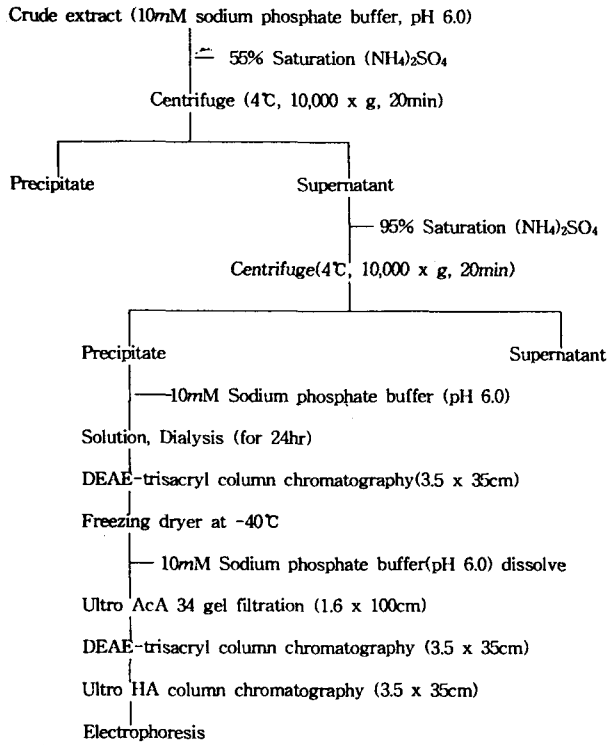 Crude extract (10mM sodium phosphate buffer, pH 6.0)
55% Saturation (NH4)2SO4
Centrifuge (4℃, 10,000 x g, 20min)
Precipitate Supernatant
95% Saturation (NH4)2SO4
Centrifuge(4℃, 10,000 x g, 20min)
Precipitate Supernatant
10mM Sodium phosphate buffer (pH 6.0)
Solution, Dialysis (for 24hr)
DEAE-trisacryl column chromatography(3.5 x 35cm)
Freezing dryer at -40℃
10mM Sodium phosphate buffer(pH 6.0) dissolve
Ultro AcA 34 gel filtration (1.6 x 100cm)
DEAE-trisacryl column chromatography (3.5 x 35cm)
Ultro HA column chromatography (3.5 x 35cm)
Electrophoresis